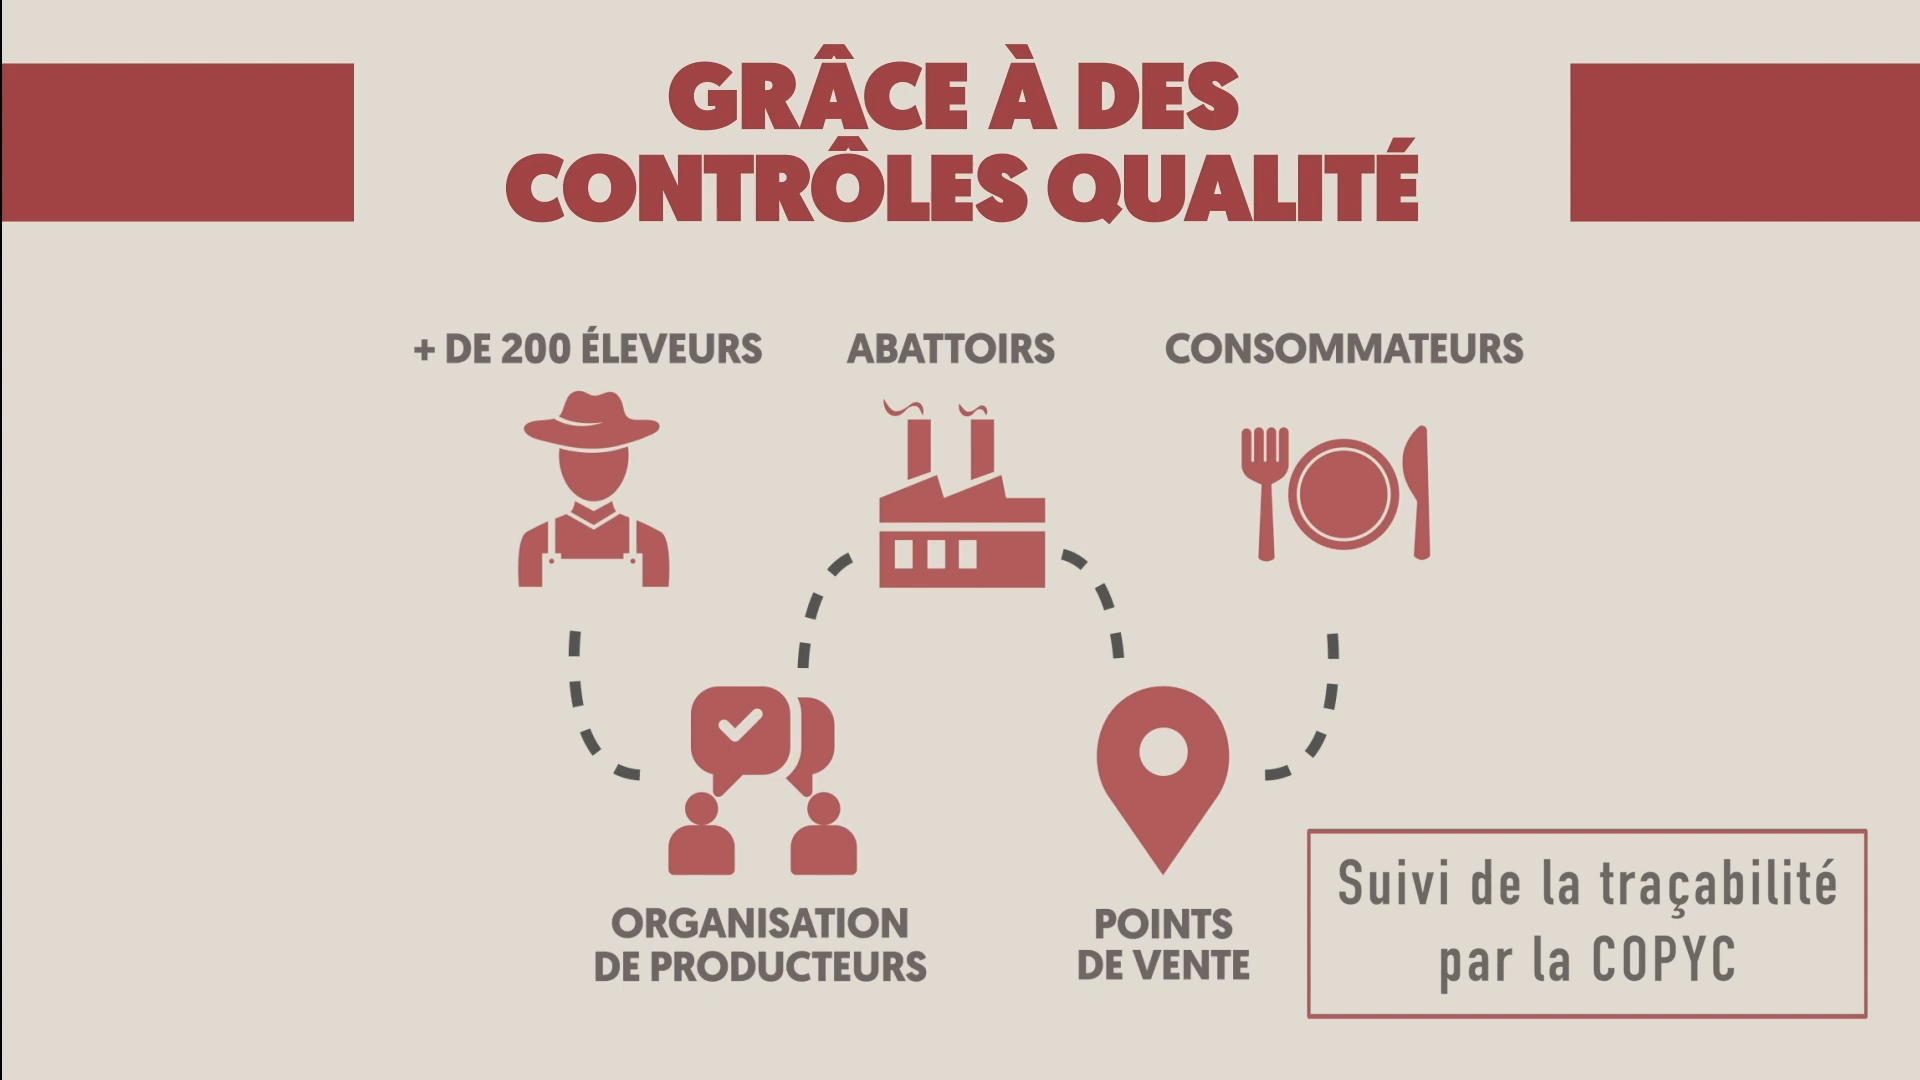 GRÂCE À DES
CONTRÔLES QUALITÉ
+ DE 200 ÉLEVEURS
ABATTOIRS
CONSOMMATEURS
ORGANISATION
DE PRODUCTEURS
POINTS
DE VENTE
Suivi de la traçabilité
par la COPYC